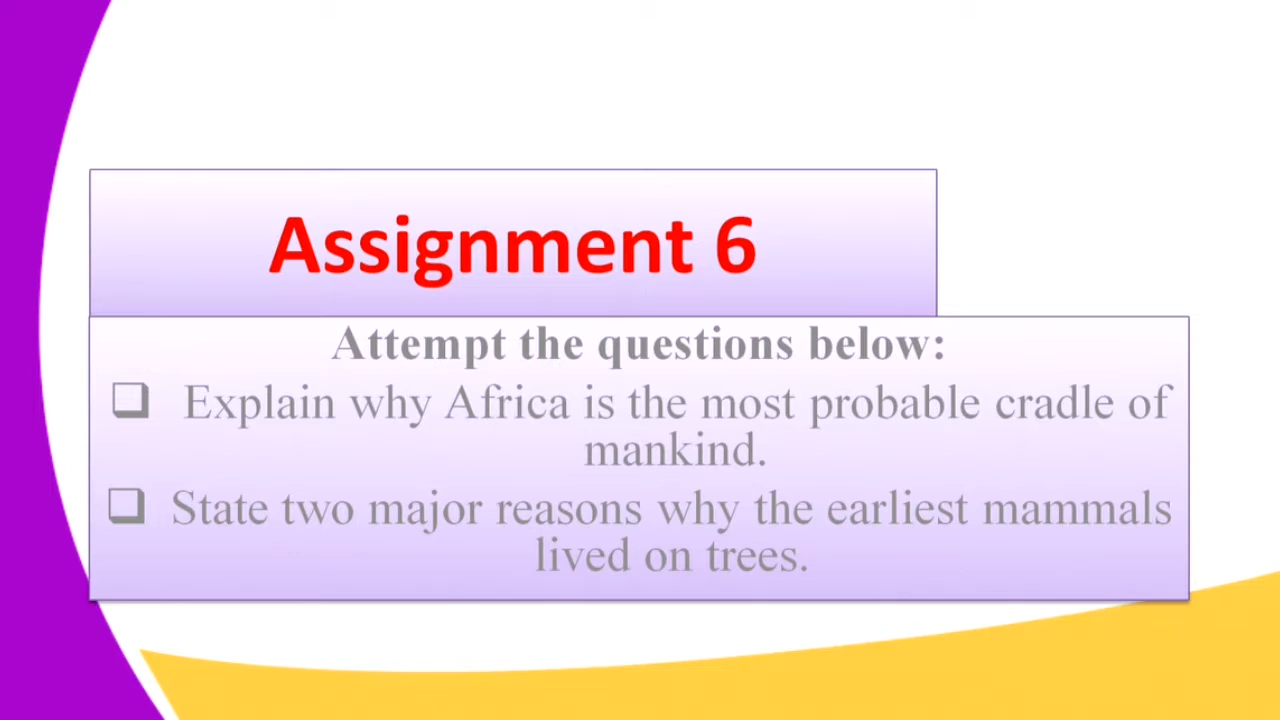 Assignment 6
Attempt the questions below:
❑ Explain why Africa is the most probable cradle of
mankind.
❑ State two major reasons why the earliest mammals
lived on trees.